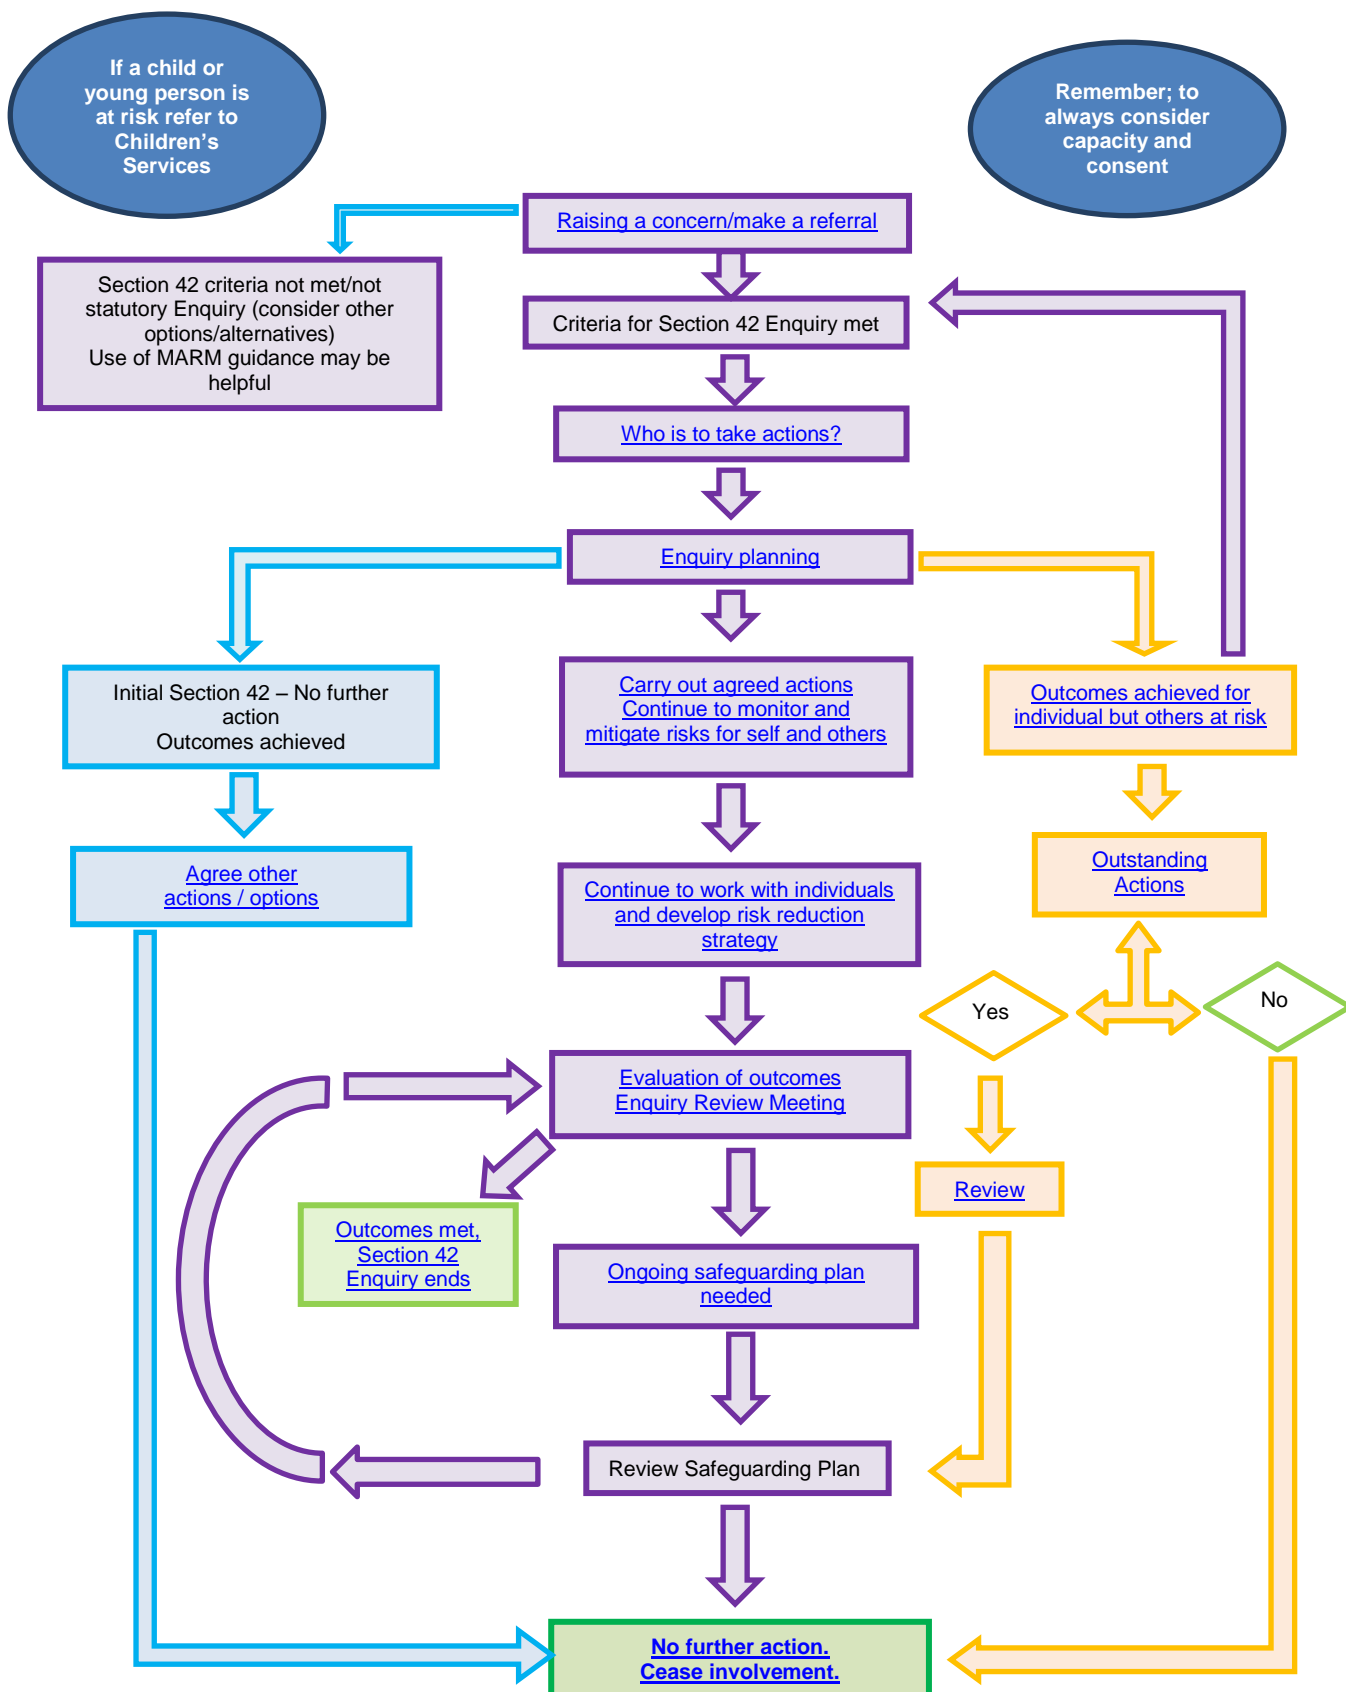 If a child or
young person is
at risk refer to
Children’s
Services
Remember; to
always consider
capacity and
consent
Raising a concern/make a referral
Section 42 criteria not met/not
statutory Enquiry (consider other
options/alternatives)
Use of MARM guidance may be
helpful
Criteria for Section 42 Enquiry met
Who is to take actions?
Enquiry planning
Initial Section 42 – No further
action
Outcomes achieved
Carry out agreed actions
Continue to monitor and
mitigate risks for self and others
Outcomes achieved for
individual but others at risk
Agree other
actions / options
Continue to work with individuals
and develop risk reduction
strategy
Outstanding
Actions
Yes
No
Evaluation of outcomes
Enquiry Review Meeting
Review
Outcomes met,
Section 42
Enquiry ends
Ongoing safeguarding plan
needed
Review Safeguarding Plan
No further action.
Cease involvement.